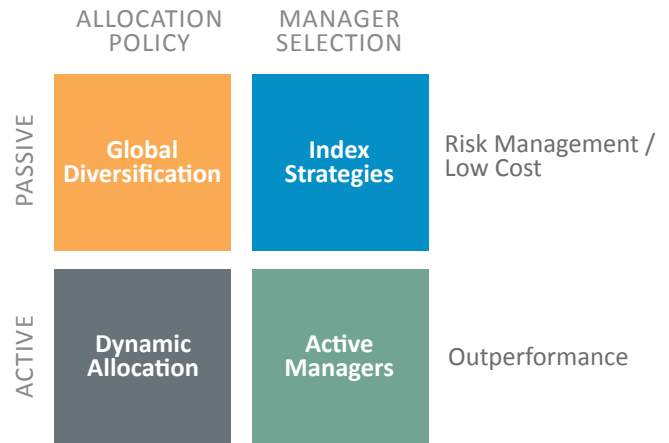 ALLOCATION
POLICY
MANAGER
SELECTION
PASSIVE
Global
Diversification
Index
Strategies
Risk Management /
Low Cost
ACTIVE
Dynamic
Allocation
Active
Managers
Outperformance